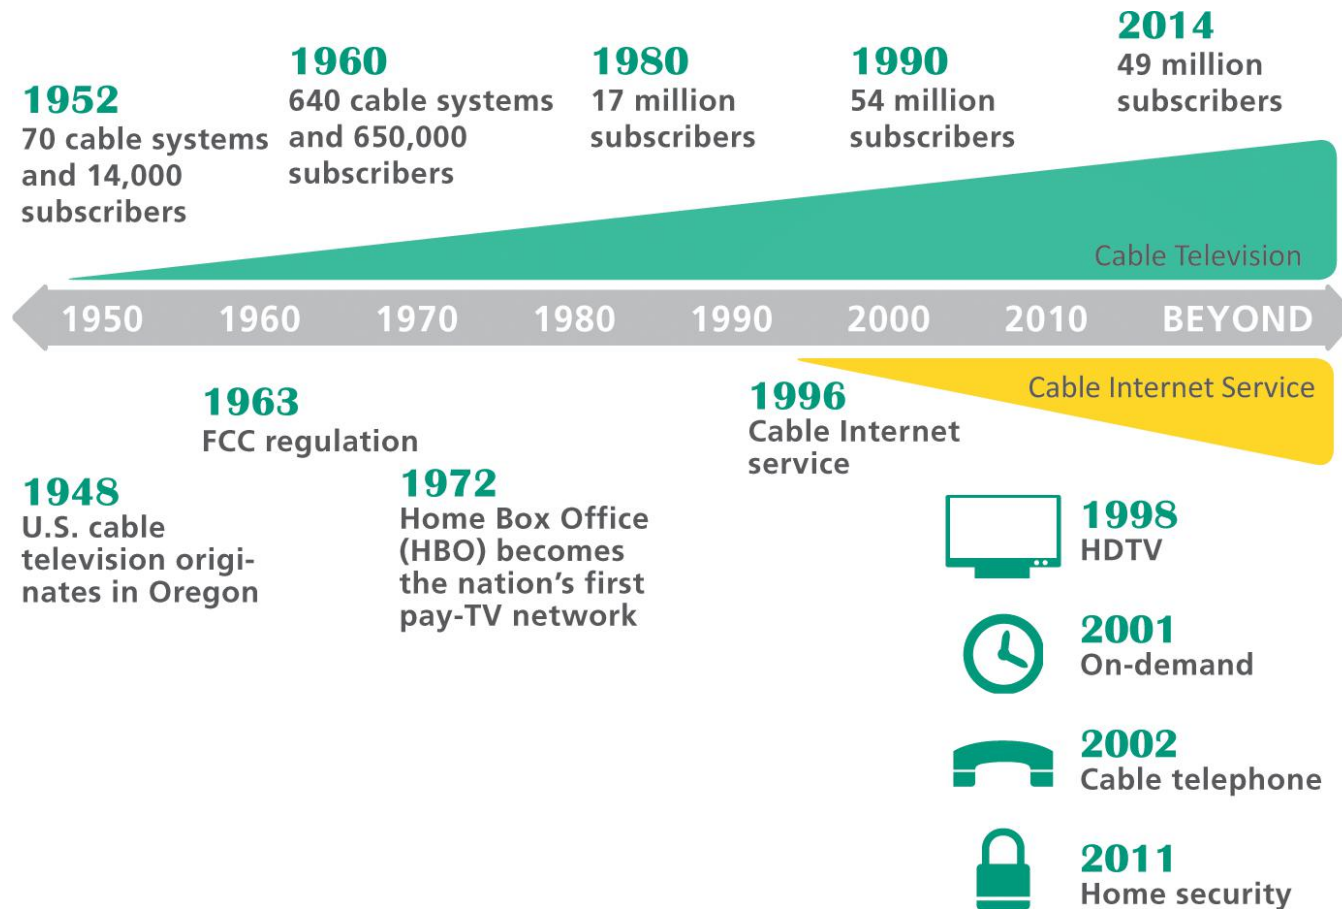 1952
70 cable systems
and 14,000
subscribers
1960
640 cable systems
and 650,000
subscribers
1980
17 million
subscribers
1990
54 million
subscribers
2014
49 million
subscribers
Cable Television
1950 1960 1970 1980 1990 2000 2010 BEYOND
Cable Internet Service
1948
U.S. cable
television origi-
nates in Oregon
1963
FCC regulation
1972
Home Box Office
(HBO) becomes
the nation’s first
pay-TV network
1996
Cable Internet
service
1998
HDTV
2001
On-demand
2002
Cable telephone
2011
Home security